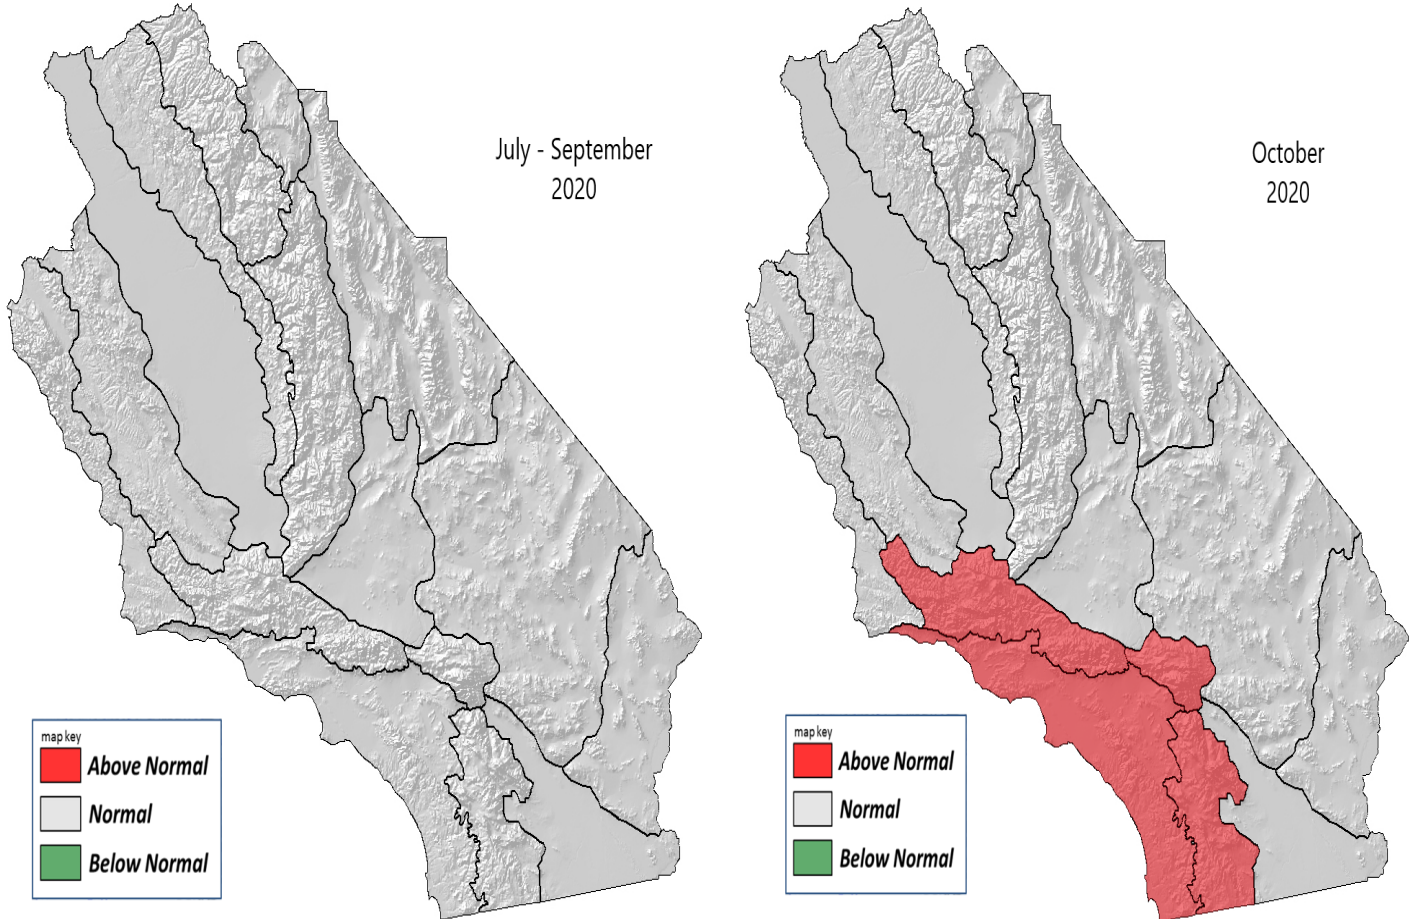 July - September
2020
October
2020
map key
Above Normal
Normal
Below Normal
map key
Above Normal
Normal
Below Normal